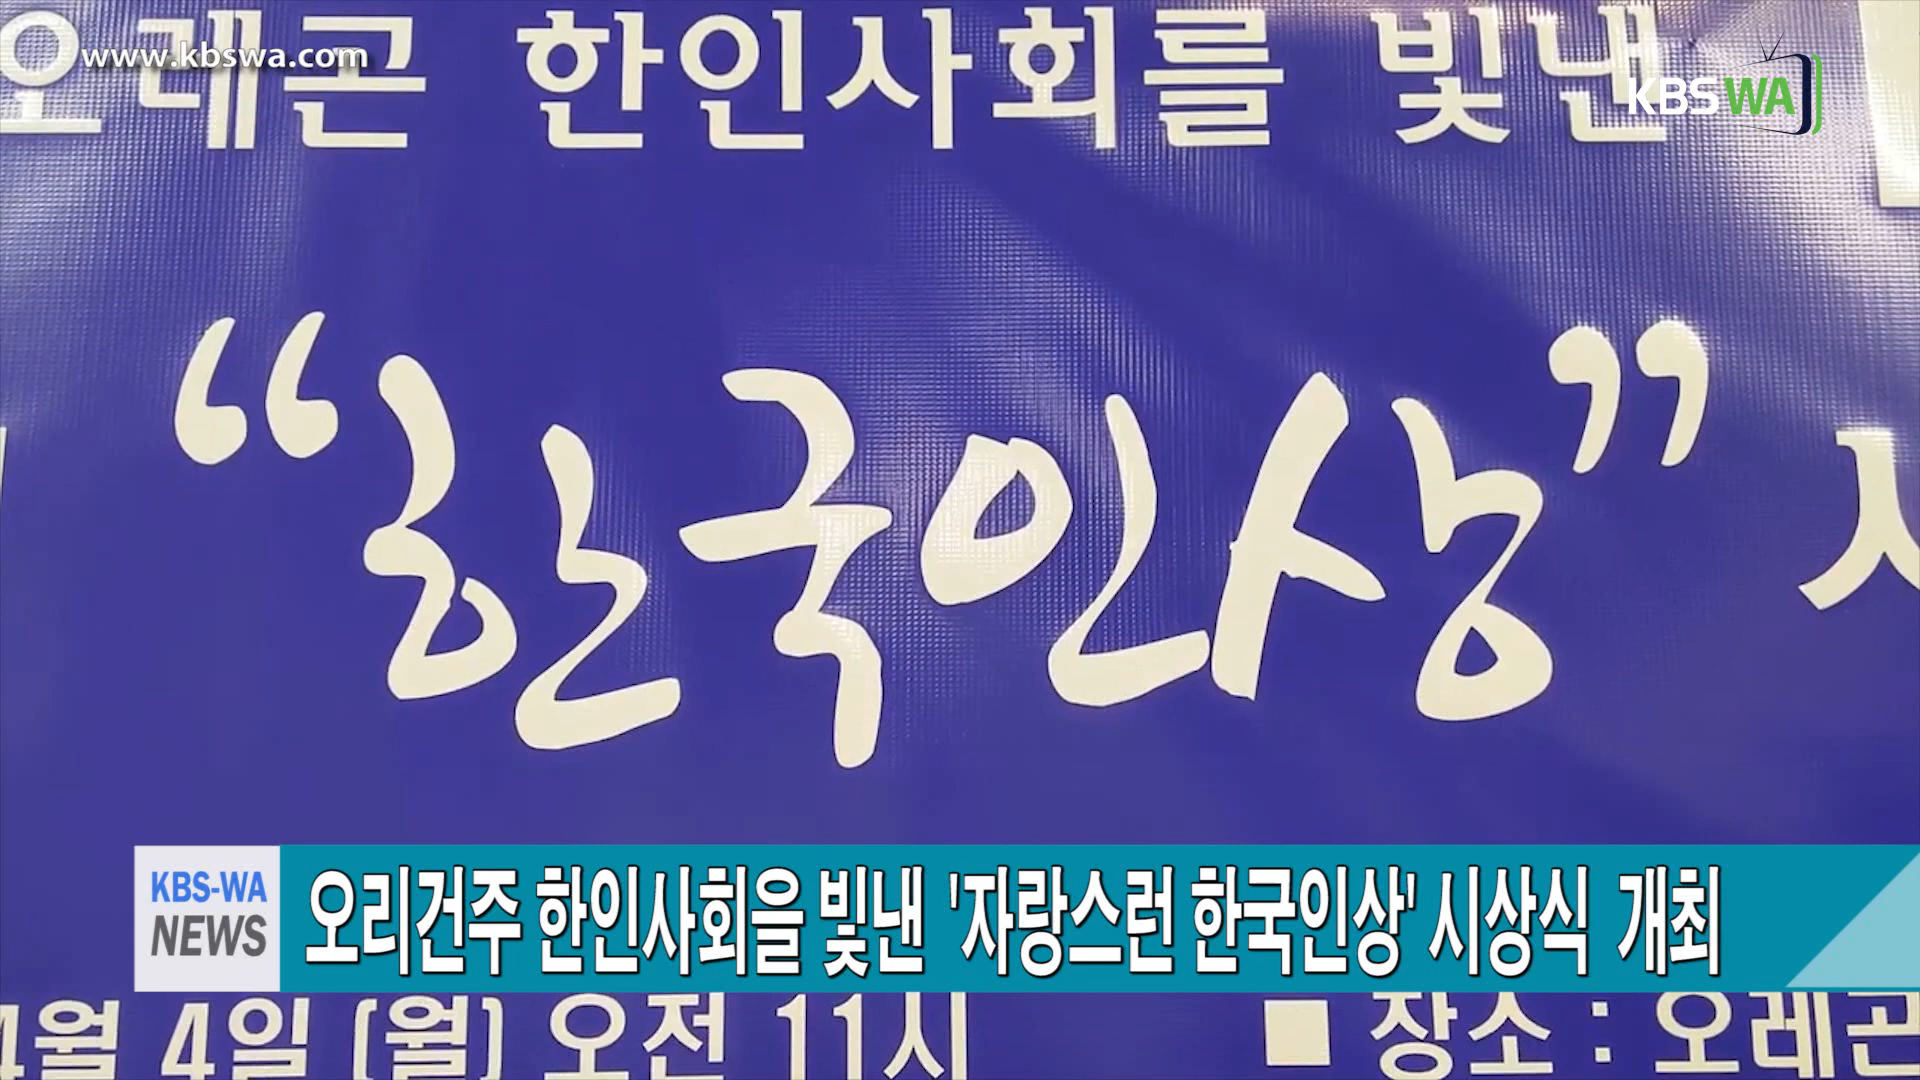 www.kbswa.com
오레곤 한인사회를 빛낸
KBS WA
“한국인상”
KBS-WA
NEWS
오리건주 한인사회을 빛낸 '자랑스런 한국인상' 시상식 개최
4월 4일 (월) 오전 11시
■ 장소 : 오레곤